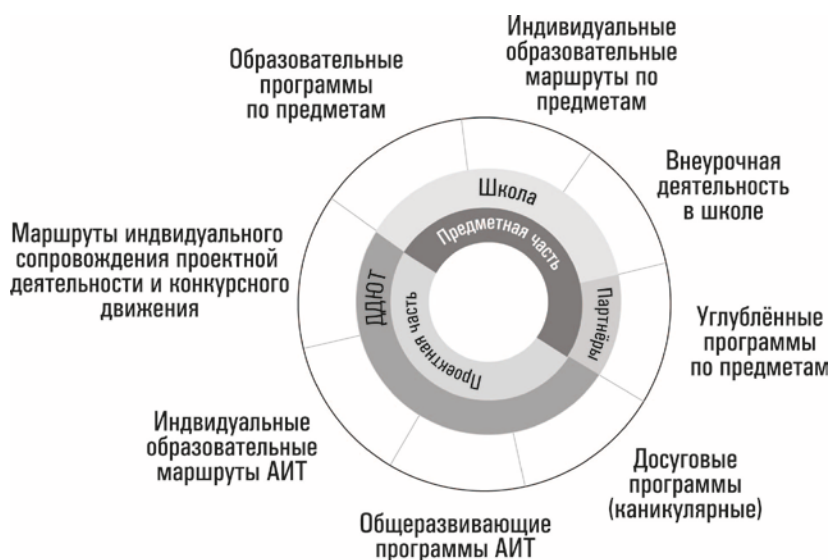 Индивидуальные
образовательные
маршруты по
предметам
Образовательные
программы
по предметам
Внеурочная
деятельность
в школе
Школа
Предметная часть
Маршруты индвидуального
сопровождения проектной
деятельности и конкурсного
движения
ДДЮТ
Проектная часть
Партнёры
Углублённые
программы
по предметам
Индвидуальные
образовательные
маршруты АИТ
Досуговые
программы
(каникулярные)
Общеразвивающие
программы АИТ